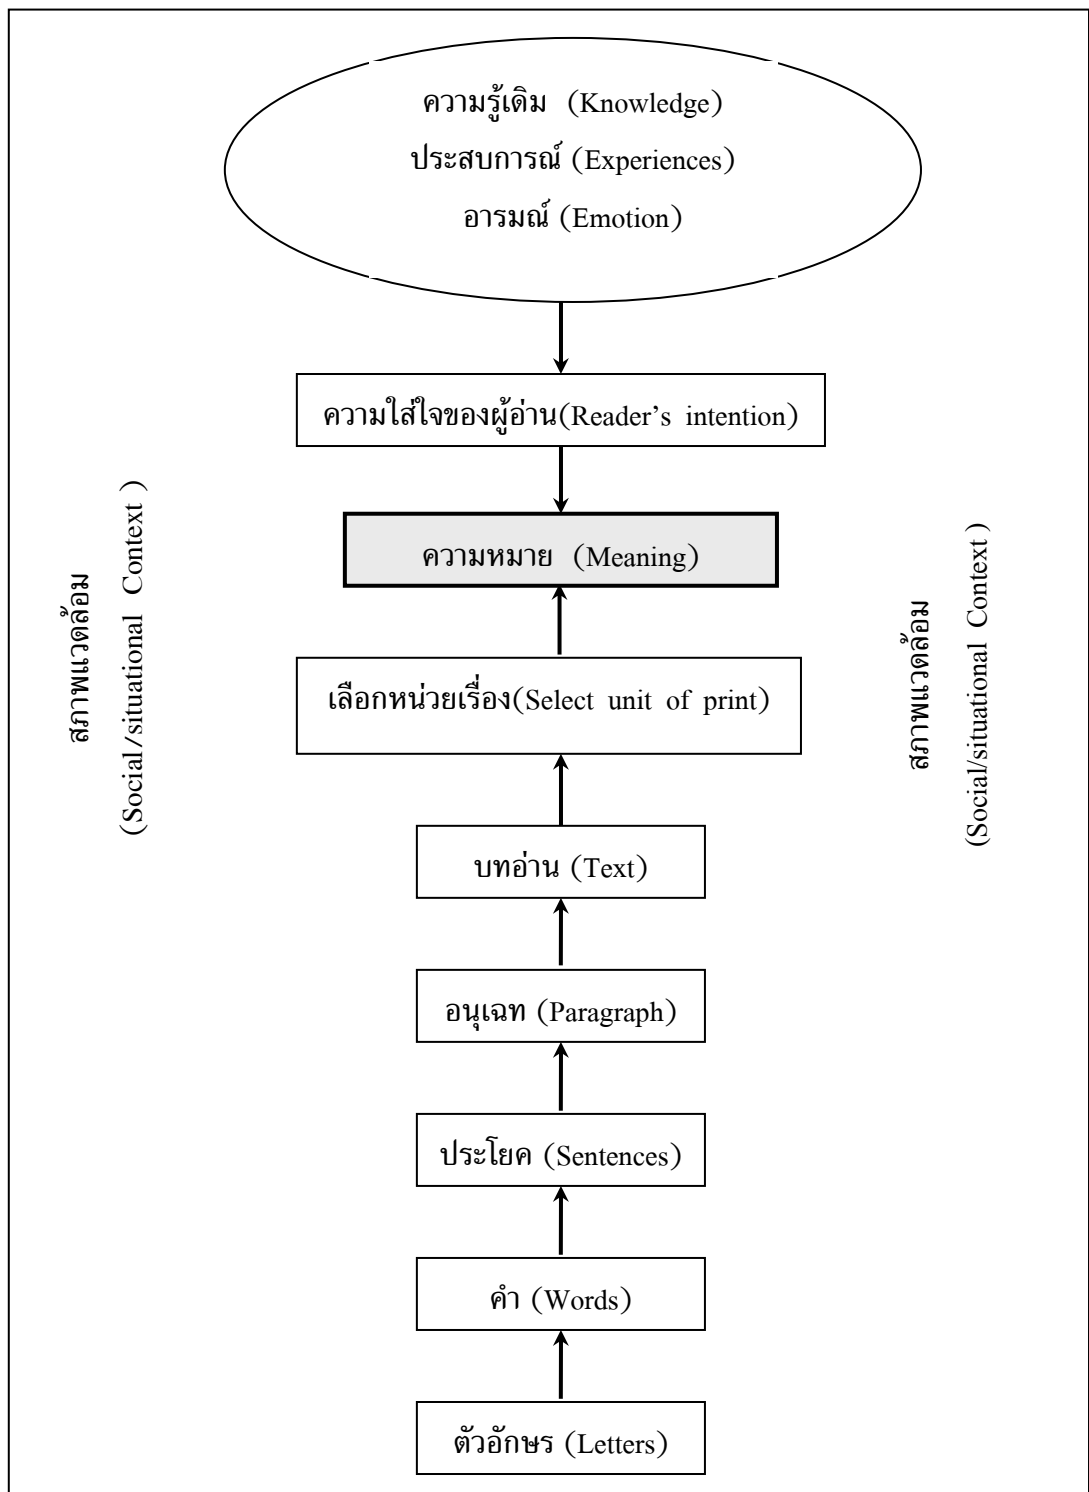 ความรู้เดิม (Knowledge)
ประสบการณ์ (Experiences)
อารมณ์ (Emotion)
ความใส่ใจของผู้อ่าน(Reader’s intention)
ความหมาย (Meaning)
สภาพแวดล้อม
(Social/situational Context )
เลือกหน่วยเรื่อง(Select unit of print)
สภาพแวดล้อม
(Social/situational Context )
บทอ่าน (Text)
อนุเฉท (Paragraph)
ประโยค (Sentences)
คำ (Words)
ตัวอักษร (Letters)